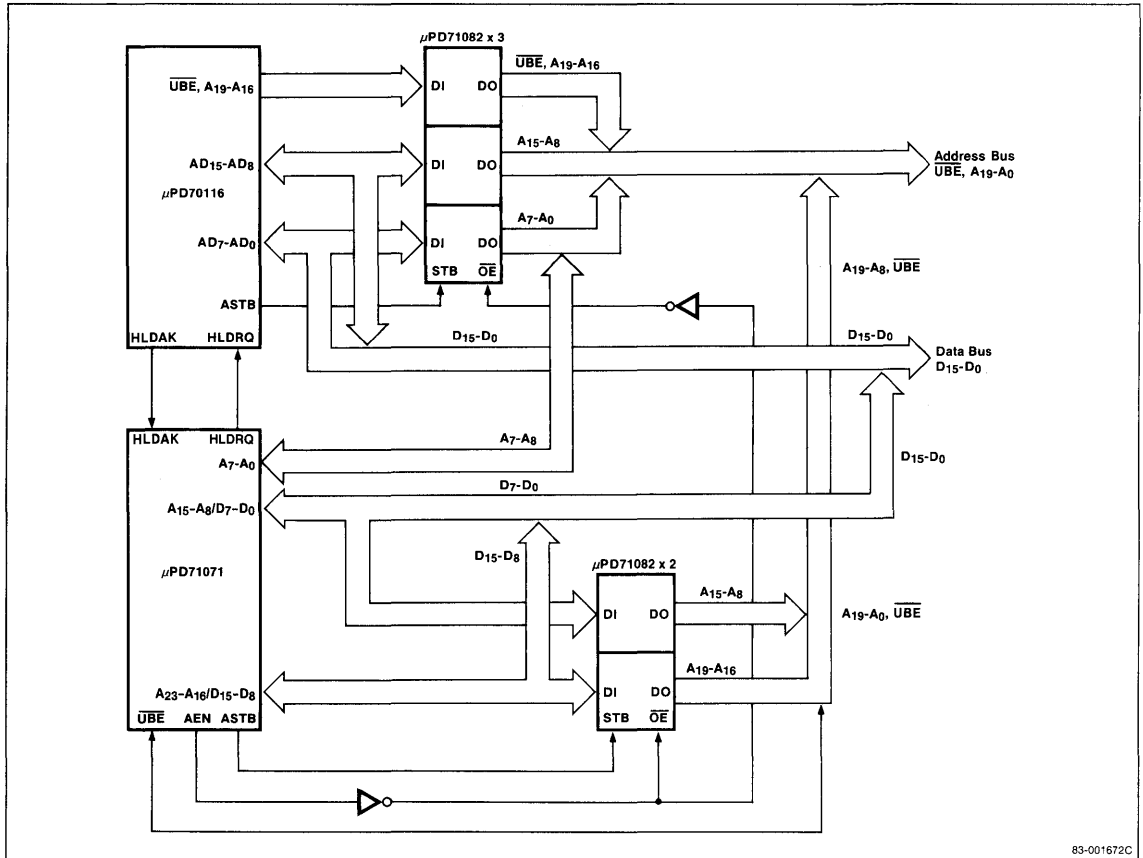 μPD71082 x 3
UBE, A19-A16
DI
DO
UBE, A19-A16
AD15-AD8
DI
DO
A15-A8
Address Bus
UBE, A19-A0
μPD70116
AD7-AD0
DI
DO
A7-A0
STB
OE
A19-A8, UBE
ASTB
HLDAK
HLDRQ
D15-D0
D15-D0
Data Bus
D15-D0
HLDAK
HLDRQ
A7-A0
A7-A8
D15-D0
D7-D0
A15-A8/D7-D0
μPD71071
D15-D8
μPD71082 x 2
DI
DO
A15-A8
A19-A0, UBE
A23-A16/D15-D8
DI
DO
A19-A16
UBE
AEN
ASTB
STB
OE
83-001672C